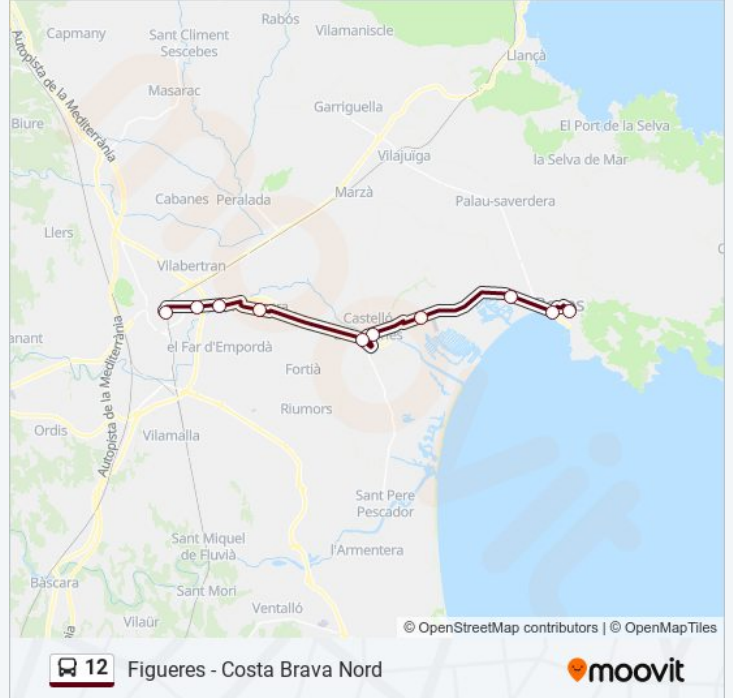 Capmany
Sant Climent
Sescebes
Rabós
Vilamaniscle
Llançà
Autopista de la Mediterrània
Masarac
Garriguella
Biure
El Port de la Selva
Vilajuïga
la Selva de Mar
Cabanes
Peralada
Marzà
Palau-saverdera
Llers
Vilabertran
Castelló
el Far d'Empordà
Fortià
Autopista de la Mediterrània
Riumors
Ordis
Vilamalla
Sant Pere
Pescador
Sant Miquel
de Fluvià
l'Armentera
Bàscara
Sant Mori
Ventalló
Vilaür
© OpenStreetMap contributors | © OpenMapTiles
12 Figueres - Costa Brava Nord
moovit